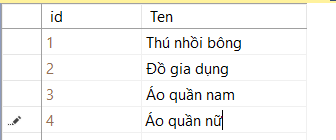 id Ten
1 Thú nhồi bông
2 Đồ gia dụng
3 Áo quần nam
4 Áo quần nữ